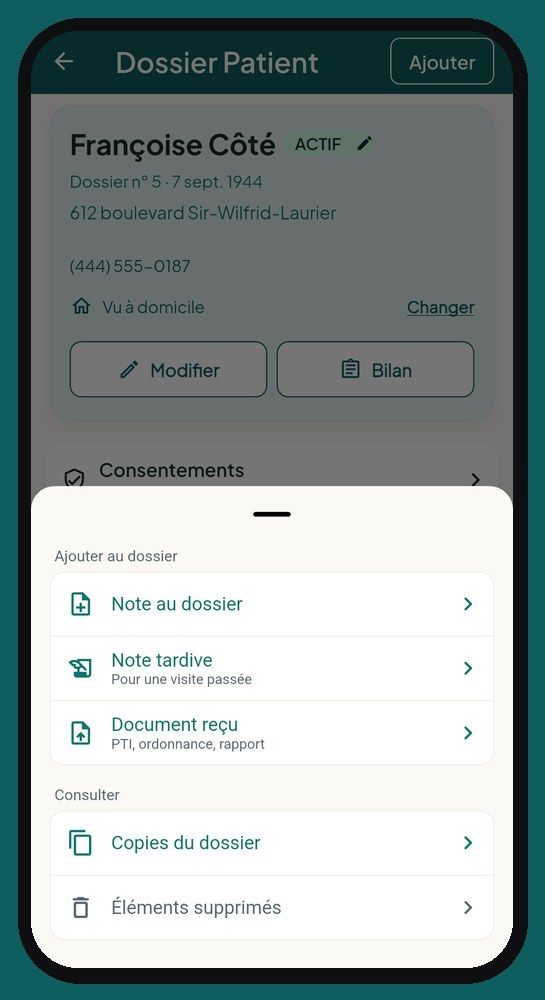 Dossier Patient
Ajouter
Françoise Côté
ACTIF
Dossier n° 5 · 7 sept. 1944
612 boulevard Sir-Wilfrid-Laurier
(444) 555-0187
Vu à domicile
Changer
Modifier
Bilan
Consentements
Ajouter au dossier
Note au dossier
Note tardive
Pour une visite passée
Document reçu
PTI, ordonnance, rapport
Consulter
Copies du dossier
Éléments supprimés